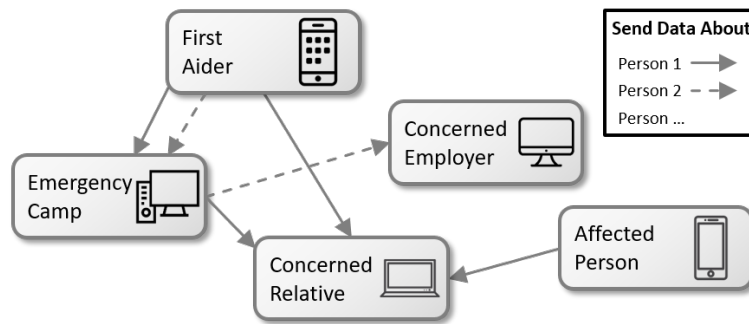 First
Aider
Send Data About
Person 1
Person 2
Person ...
Concerned
Employer
Emergency
Camp
Affected
Person
Concerned
Relative